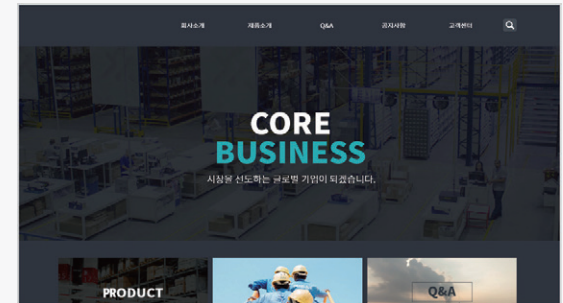 회사소개 제품소개 Q&A 공지사항 고객센터
CORE
BUSINESS
시장을 선도하는 글로벌 기업이 되겠습니다.
PRODUCT
Q&A